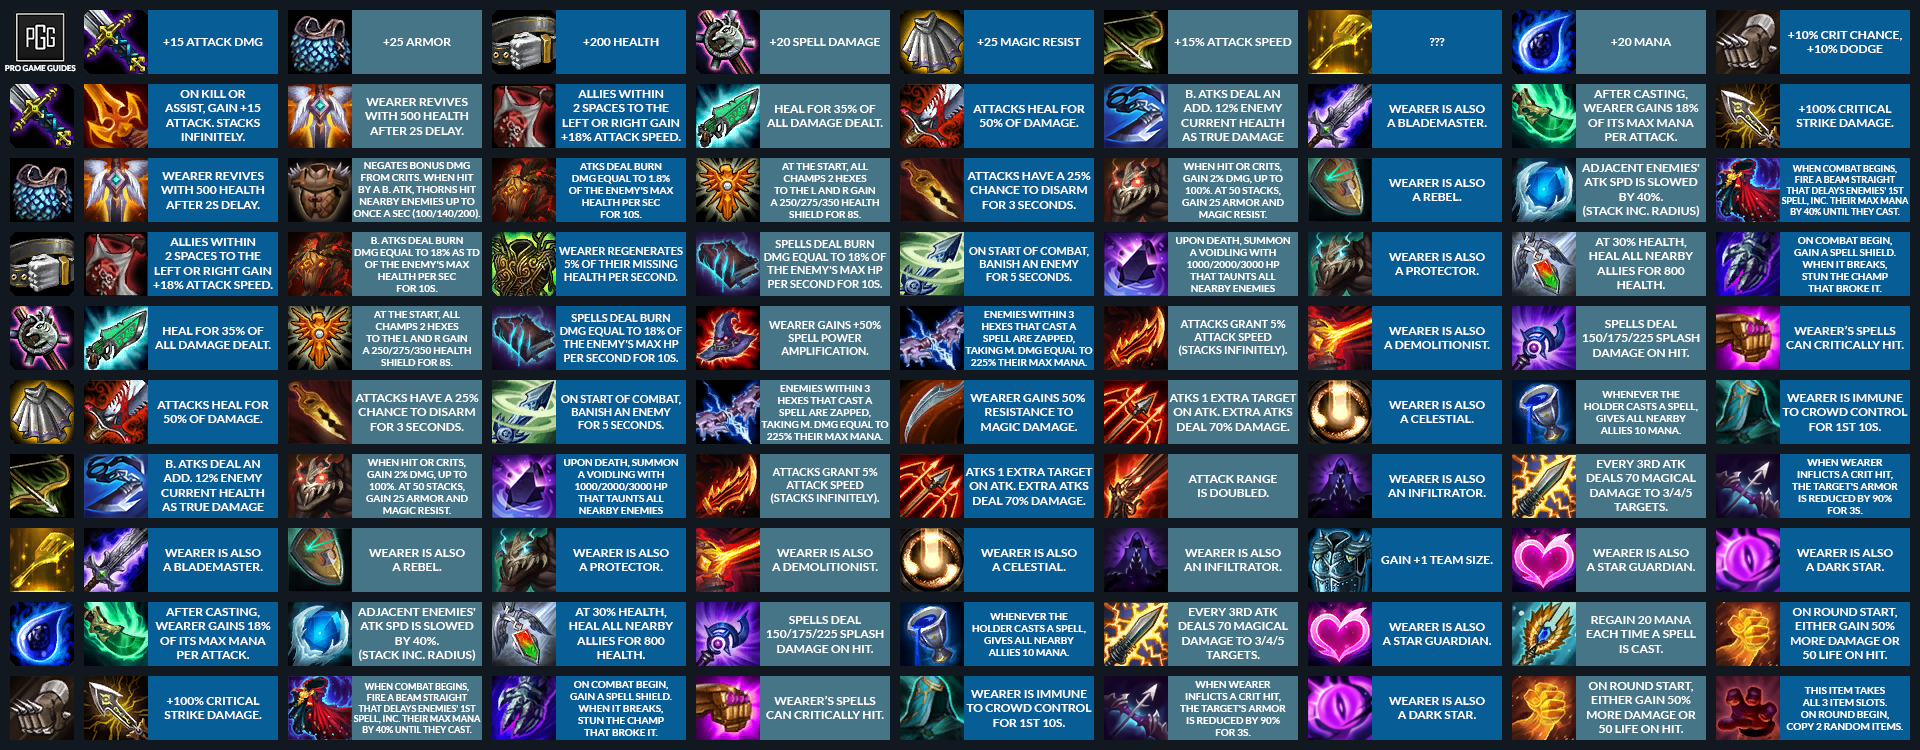 PGG
PRO GAME GUIDES
+15 ATTACK DMG
+25 ARMOR
+200 HEALTH
+20 SPELL DAMAGE
+25 MAGIC RESIST
+15% ATTACK SPEED
???
+20 MANA
+10% CRIT CHANCE,
+10% DODGE
ON KILL OR
ASSIST, GAIN +15
ATTACK. STACKS
INFINITELY.
WEARER REVIVES
WITH 500 HEALTH
AFTER 2S DELAY.
ALLIES WITHIN
2 SPACES TO THE
LEFT OR RIGHT GAIN
+18% ATTACK SPEED.
HEAL FOR 35% OF
ALL DAMAGE DEALT.
ATTACKS HEAL FOR
50% OF DAMAGE.
B. ATKS DEAL AN
ADD. 12% ENEMY
CURRENT HEALTH
AS TRUE DAMAGE
WEARER IS ALSO
A BLADEMASTER.
AFTER CASTING,
WEARER GAINS 18%
OF ITS MAX MANA
PER ATTACK.
+100% CRITICAL
STRIKE DAMAGE.
WEARER REVIVES
WITH 500 HEALTH
AFTER 2S DELAY.
NEGATES BONUS DMG
FROM CRITS. WHEN HIT
BY A B. ATK, THORNS HIT
NEARBY ENEMIES UP TO
ONCE A SEC (100/140/200).
ATKS DEAL BURN
DMG EQUAL TO 1.8%
OF THE ENEMY'S MAX
HEALTH PER SEC
FOR 10S.
AT THE START, ALL
CHAMPS 2 HEXES
TO THE L AND R GAIN
A 250/275/350 HEALTH
SHIELD FOR 8S.
ATTACKS HAVE A 25%
CHANCE TO DISARM
FOR 3 SECONDS.
WHEN HIT OR CRITS,
GAIN 2% DMG, UP TO
100%. AT 50 STACKS,
GAIN 25 ARMOR AND
MAGIC RESIST.
WEARER IS ALSO
A REBEL.
ADJACENT ENEMIES'
ATK SPD IS SLOWED
BY 40%.
(STACK INC. RADIUS)
WHEN COMBAT BEGINS,
FIRE A BEAM STRAIGHT
THAT DELAYS ENEMIES' 1ST
SPELL, INC. THEIR MAX MANA
BY 40% UNTIL THEY CAST.
ALLIES WITHIN
2 SPACES TO THE
LEFT OR RIGHT GAIN
+18% ATTACK SPEED.
B. ATKS DEAL BURN
DMG EQUAL TO 18% AS TD
OF THE ENEMY'S MAX
HEALTH PER SEC
FOR 10S.
WEARER REGENERATES
5% OF THEIR MISSING
HEALTH PER SECOND.
SPELLS DEAL BURN
DMG EQUAL TO 18% OF
THE ENEMY'S MAX HP
PER SECOND FOR 10S.
ON START OF COMBAT,
BANISH AN ENEMY
FOR 5 SECONDS.
UPON DEATH, SUMMON
A VOIDLING WITH
1000/2000/3000 HP
THAT TAUNTS ALL
NEARBY ENEMIES
WEARER IS ALSO
A PROTECTOR.
AT 30% HEALTH,
HEAL ALL NEARBY
ALLIES FOR 800
HEALTH.
ON COMBAT BEGIN,
GAIN A SPELL SHIELD.
WHEN IT BREAKS,
STUN THE CHAMP
THAT BROKE IT.
HEAL FOR 35% OF
ALL DAMAGE DEALT.
AT THE START, ALL
CHAMPS 2 HEXES
TO THE L AND R GAIN
A 250/275/350 HEALTH
SHIELD FOR 8S.
SPELLS DEAL BURN
DMG EQUAL TO 18% OF
THE ENEMY'S MAX HP
PER SECOND FOR 10S.
WEARER GAINS +50%
SPELL POWER
AMPLIFICATION.
ENEMIES WITHIN 3
HEXES THAT CAST A
SPELL ARE ZAPPED,
TAKING M. DMG EQUAL TO
225% THEIR MAX MANA.
ATTACKS GRANT 5%
ATTACK SPEED
(STACKS INFINITELY).
WEARER IS ALSO
A DEMOLITIONIST.
SPELLS DEAL
150/175/225 SPLASH
DAMAGE ON HIT.
WEARER'S SPELLS
CAN CRITICALLY HIT.
ATTACKS HEAL FOR
50% OF DAMAGE.
ATTACKS HAVE A 25%
CHANCE TO DISARM
FOR 3 SECONDS.
ON START OF COMBAT,
BANISH AN ENEMY
FOR 5 SECONDS.
ENEMIES WITHIN 3
HEXES THAT CAST A
SPELL ARE ZAPPED,
TAKING M. DMG EQUAL TO
225% THEIR MAX MANA.
WEARER GAINS 50%
RESISTANCE TO
MAGIC DAMAGE.
ATKS 1 EXTRA TARGET
ON ATK. EXTRA ATKS
DEAL 70% DAMAGE.
WEARER IS ALSO
A CELESTIAL.
WHENEVER THE
HOLDER CASTS A SPELL,
GIVES ALL NEARBY
ALLIES 10 MANA.
WEARER IS IMMUNE
TO CROWD CONTROL
FOR 1ST 10S.
B. ATKS DEAL AN
ADD. 12% ENEMY
CURRENT HEALTH
AS TRUE DAMAGE
WHEN HIT OR CRITS,
GAIN 2% DMG, UP TO
100%. AT 50 STACKS,
GAIN 25 ARMOR AND
MAGIC RESIST.
UPON DEATH, SUMMON
A VOIDLING WITH
1000/2000/3000 HP
THAT TAUNTS ALL
NEARBY ENEMIES
ATTACKS GRANT 5%
ATTACK SPEED
(STACKS INFINITELY).
ATKS 1 EXTRA TARGET
ON ATK. EXTRA ATKS
DEAL 70% DAMAGE.
ATTACK RANGE
IS DOUBLED.
WEARER IS ALSO
AN INFILTRATOR.
EVERY 3RD ATK
DEALS 70 MAGICAL
DAMAGE TO 3/4/5
TARGETS.
WHEN WEARER
INFLICTS A CRIT HIT,
THE TARGET'S ARMOR
IS REDUCED BY 90%
FOR 3S.
WEARER IS ALSO
A BLADEMASTER.
WEARER IS ALSO
A REBEL.
WEARER IS ALSO
A PROTECTOR.
WEARER IS ALSO
A DEMOLITIONIST.
WEARER IS ALSO
A CELESTIAL.
WEARER IS ALSO
AN INFILTRATOR.
GAIN +1 TEAM SIZE.
WEARER IS ALSO
A STAR GUARDIAN.
WEARER IS ALSO
A DARK STAR.
AFTER CASTING,
WEARER GAINS 18%
OF ITS MAX MANA
PER ATTACK.
ADJACENT ENEMIES'
ATK SPD IS SLOWED
BY 40%.
(STACK INC. RADIUS)
AT 30% HEALTH,
HEAL ALL NEARBY
ALLIES FOR 800
HEALTH.
SPELLS DEAL
150/175/225 SPLASH
DAMAGE ON HIT.
WHENEVER THE
HOLDER CASTS A SPELL,
GIVES ALL NEARBY
ALLIES 10 MANA.
EVERY 3RD ATK
DEALS 70 MAGICAL
DAMAGE TO 3/4/5
TARGETS.
WEARER IS ALSO
A STAR GUARDIAN.
REGAIN 20 MANA
EACH TIME A SPELL
IS CAST.
ON ROUND START,
EITHER GAIN 50%
MORE DAMAGE OR
50 LIFE ON HIT.
+100% CRITICAL
STRIKE DAMAGE.
WHEN COMBAT BEGINS,
FIRE A BEAM STRAIGHT
THAT DELAYS ENEMIES' 1ST
SPELL, INC. THEIR MAX MANA
BY 40% UNTIL THEY CAST.
ON COMBAT BEGIN,
GAIN A SPELL SHIELD.
WHEN IT BREAKS,
STUN THE CHAMP
THAT BROKE IT.
WEARER'S SPELLS
CAN CRITICALLY HIT.
WEARER IS IMMUNE
TO CROWD CONTROL
FOR 1ST 10S.
WHEN WEARER
INFLICTS A CRIT HIT,
THE TARGET'S ARMOR
IS REDUCED BY 90%
FOR 3S.
WEARER IS ALSO
A DARK STAR.
ON ROUND START,
EITHER GAIN 50%
MORE DAMAGE OR
50 LIFE ON HIT.
THIS ITEM TAKES
ALL 3 ITEM SLOTS.
ON ROUND BEGIN,
COPY 2 RANDOM ITEMS.